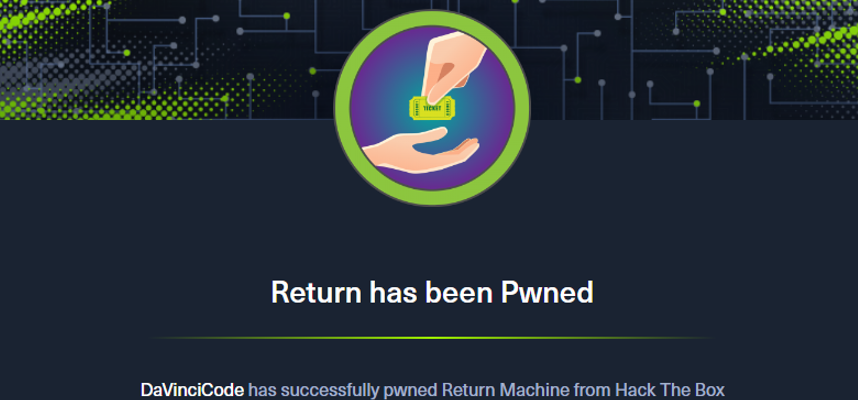 TICKET
Return has been Pwned
DaVinciCode has successfully pwned Return Machine from Hack The Box